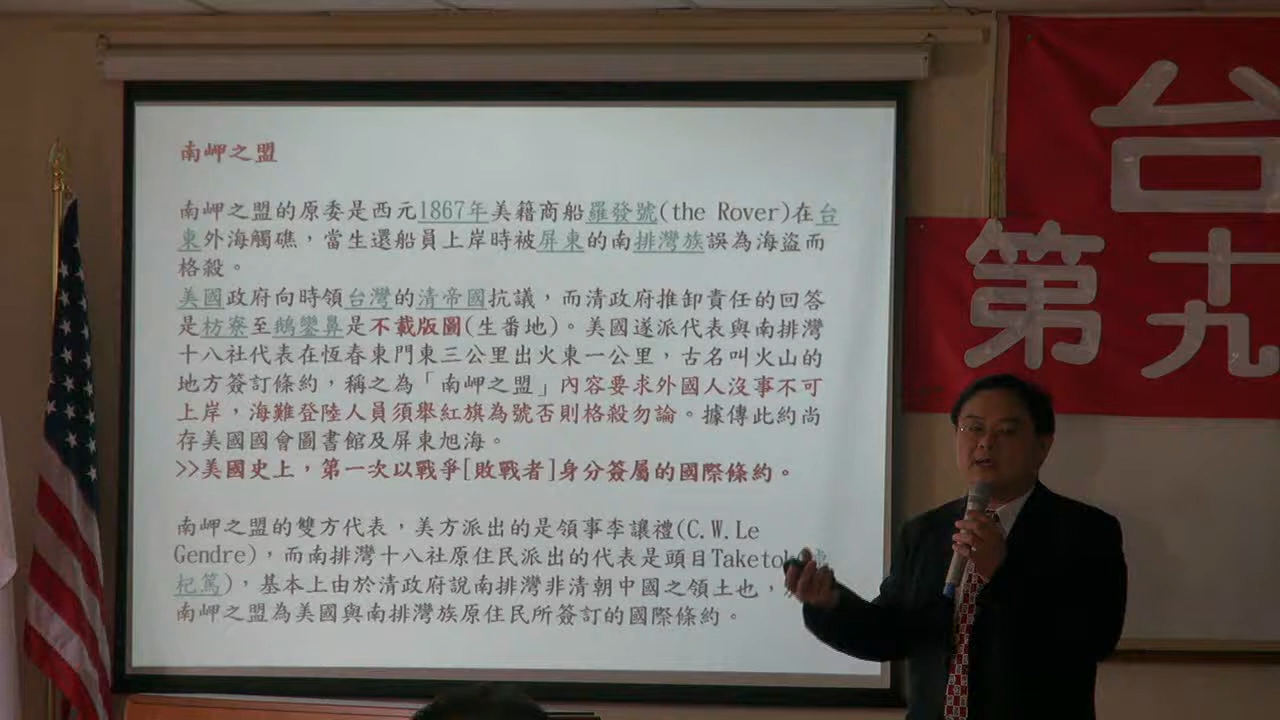 南岬之盟
南岬之盟的原委是西元1867年美籍商船羅發號(the Rover)在台
東外海觸礁，當生還船員上岸時被屏東的南排灣族誤為海盜而
格殺。
美國政府向時領台灣的清帝國抗議，而清政府推卸責任的回答
是枋寮至鵝鑾鼻是不載版圖(生番地)。美國遂派代表與南排灣
十八社代表在恆春東門東三公里出火東一公里，古名叫火山的
地方簽訂條約，稱之為「南岬之盟」內容要求外國人沒事不可
上岸，海難登陸人員須舉紅旗為號否則格殺勿論。據傳此約尚
存美國國會圖書館及屏東旭海。
>>美國史上，第一次以戰爭[敗戰者]身分簽屬的國際條約。
南岬之盟的雙方代表，美方派出的是領事李讓禮(C.W.Le
Gendre)，而南排灣十八社原住民派出的代表是頭目
杞篤)，基本上由於清政府說南排灣非清朝中國之領土也，
南岬之盟為美國與南排灣族原住民所簽訂的國際條約。
台
第十九